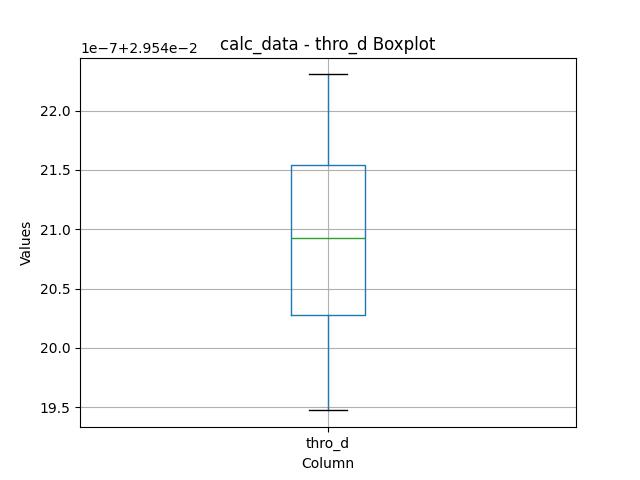 calc_data - thro_d Boxplot
1e−7+2.954e−2
22.0
21.5
21.0
20.5
20.0
19.5
Values
thro_d
Column